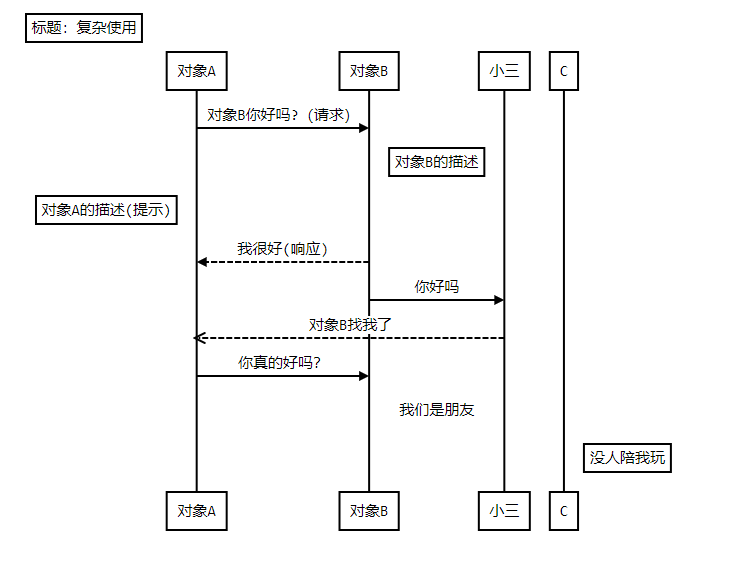 标题：复杂使用
对象A
对象B
小三
C
对象B你好吗?(请求)
对象B的描述
对象A的描述(提示)
我很好(响应)
你好吗
对象B找我了
你真的好吗?
我们是朋友
没人陪我玩
对象A
对象B
小三
C